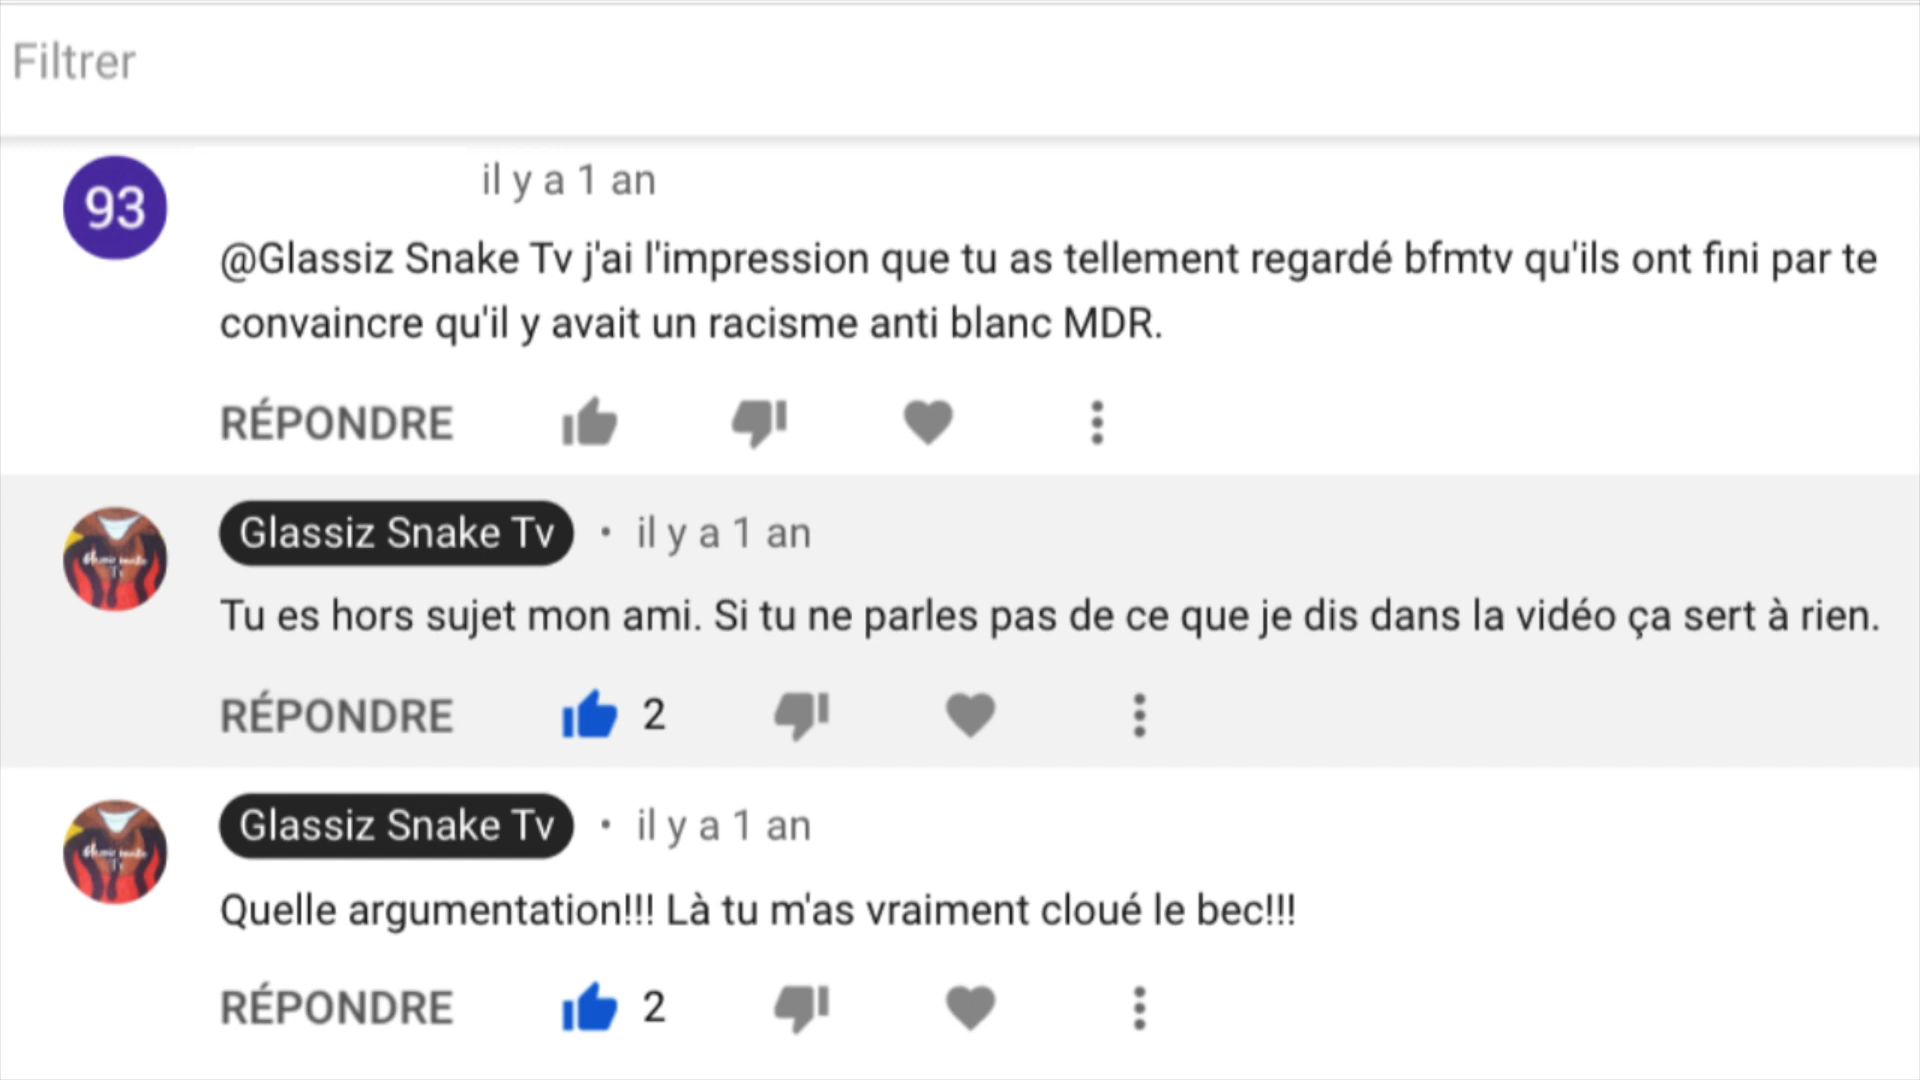 Filtrer
93
il y a 1 an
@Glassiz Snake Tv j'ai l'impression que tu as tellement regardé bfmtv qu'ils ont fini par te
convaincre qu'il y avait un racisme anti blanc MDR.
RÉPONDRE
Glassiz Snake Tv • il y a 1 an
Tu es hors sujet mon ami. Si tu ne parles pas de ce que je dis dans la vidéo ça sert à rien.
RÉPONDRE 2
Glassiz Snake Tv • il y a 1 an
Quelle argumentation!!! Là tu m'as vraiment cloué le bec!!!
RÉPONDRE 2